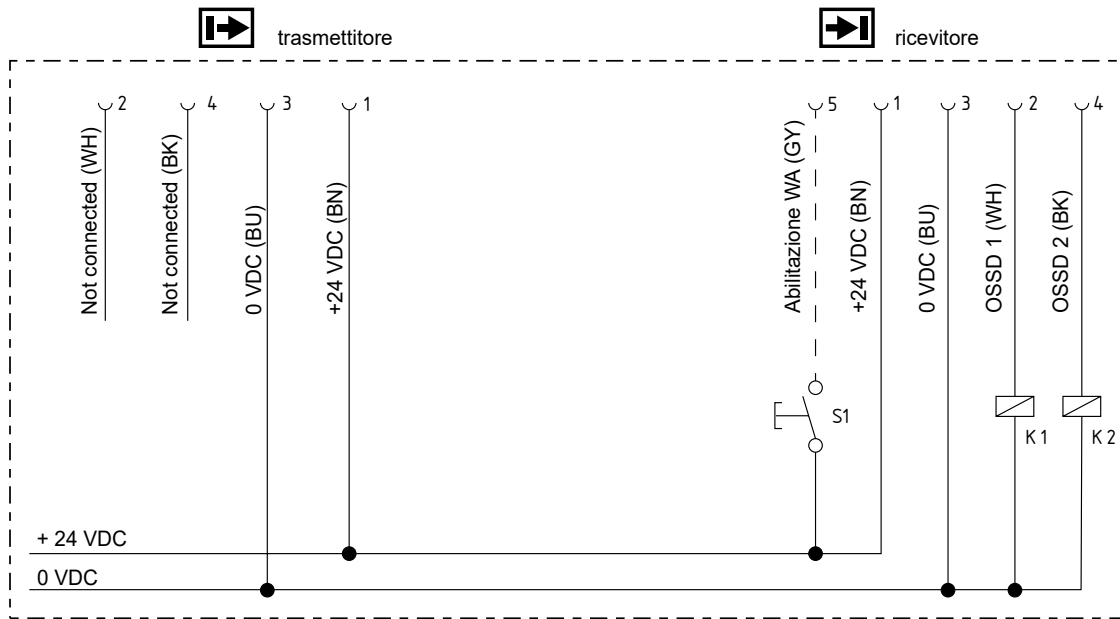 trasmettitore
ricevitore
2
4
3
1
5
1
3
2
4
Not connected (WH)
Not connected (BK)
0 VDC (BU)
+24 VDC (BN)
Abilitazione WA (GY)
+24 VDC (BN)
0 VDC (BU)
OSSD 1 (WH)
OSSD 2 (BK)
S1
K 1
K 2
+ 24 VDC
0 VDC